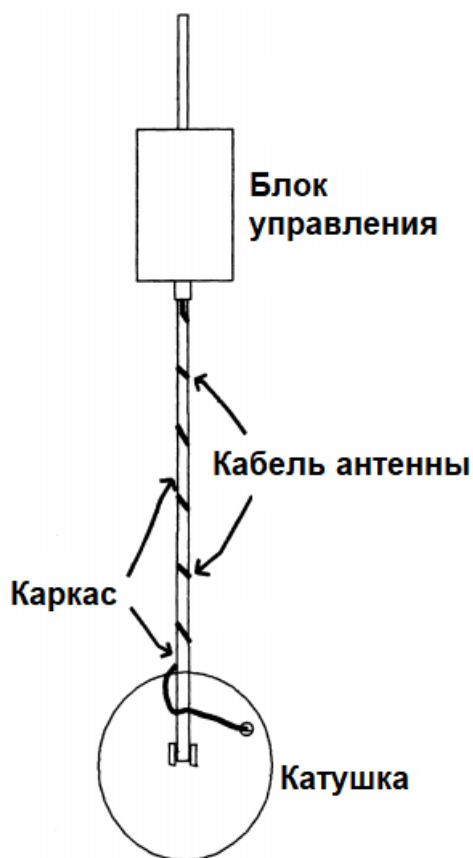 Блок
управления
Кабель антенны
Каркас
Катушка